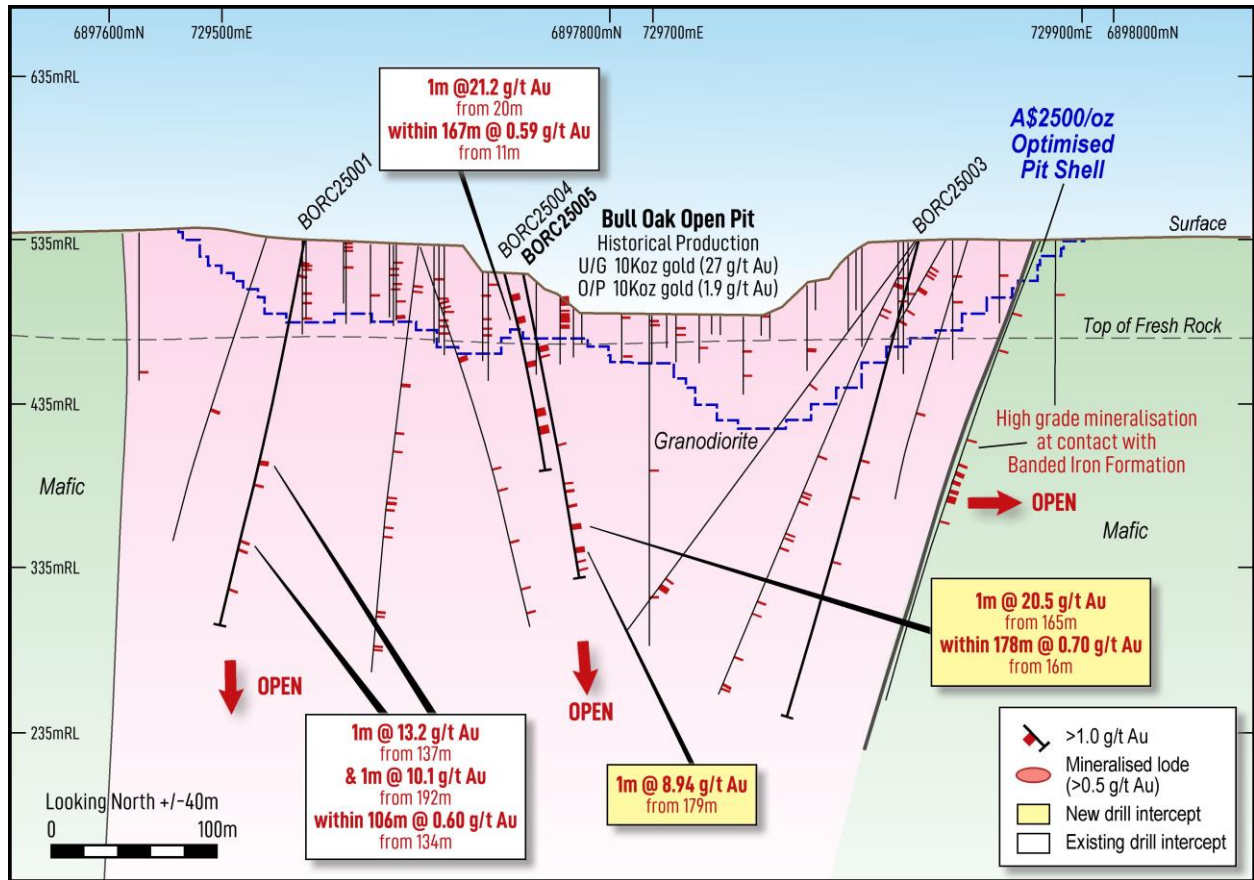 6897600mN
729500mE
6897800mN
729700mE
729900mE
6898000mN
635mRL
535mRL
435mRL
335mRL
235mRL
1m @21.2 g/t Au
from 20m
within 167m @ 0.59 g/t Au
from 11m
A$2500/oz
Optimised
Pit Shell
BORC25001
BORC25004
BORC25005
BORC25003
Bull Oak Open Pit
Historical Production
U/G 10Koz gold (27 g/t Au)
O/P 10Koz gold (1.9 g/t Au)
Surface
Top of Fresh Rock
Granodiorite
High grade mineralisation
at contact with
Banded Iron Formation
Mafic
OPEN
Mafic
1m @ 20.5 g/t Au
from 165m
within 178m @ 0.70 g/t Au
from 16m
OPEN
OPEN
1m @ 13.2 g/t Au
from 137m
& 1m @ 10.1 g/t Au
from 192m
within 106m @ 0.60 g/t Au
from 134m
1m @ 8.94 g/t Au
from 179m
>1.0 g/t Au
Mineralised lode
(>0.5 g/t Au)
New drill intercept
Existing drill intercept
Looking North +/-40m
0 100m